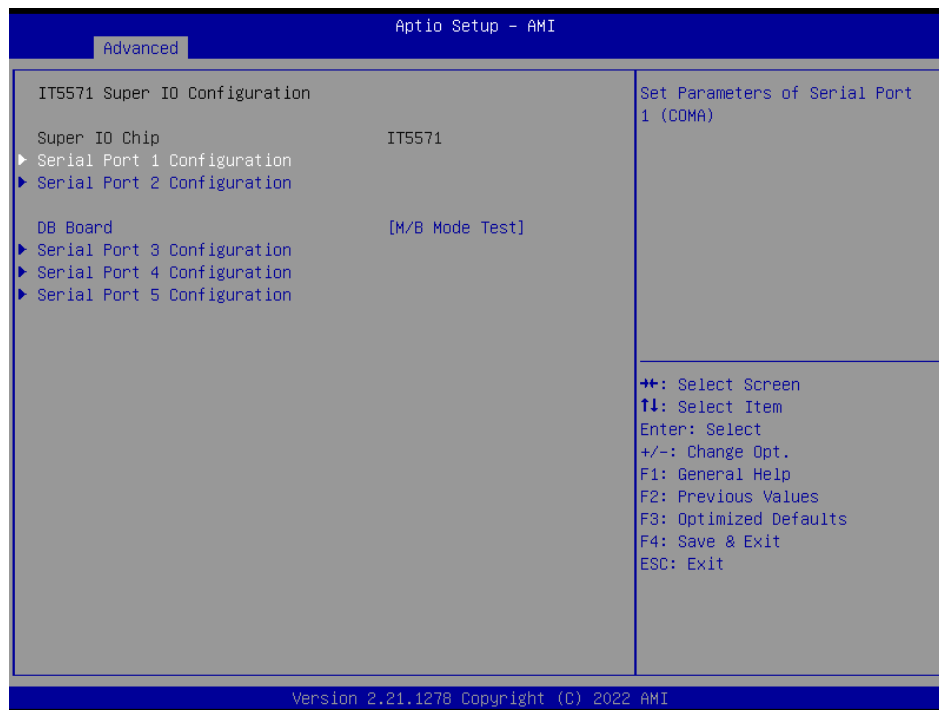 Aptio Setup – AMI
Advanced
IT5571 Super IO Configuration
Super IO Chip IT5571
▶ Serial Port 1 Configuration
▶ Serial Port 2 Configuration
DB Board [M/B Mode Test]
▶ Serial Port 3 Configuration
▶ Serial Port 4 Configuration
▶ Serial Port 5 Configuration
Set Parameters of Serial Port
1 (COMA)
→←: Select Screen
↑↓: Select Item
Enter: Select
+/-: Change Opt.
F1: General Help
F2: Previous Values
F3: Optimized Defaults
F4: Save & Exit
ESC: Exit
Version 2.21.1278 Copyright (C) 2022 AMI